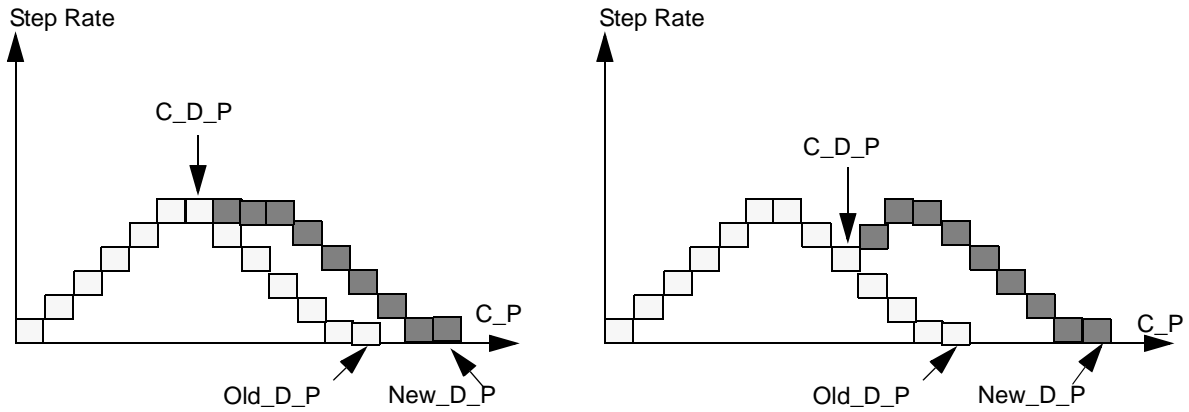 Step Rate
C_D_P
C_P
Old_D_P
New_D_P
Step Rate
C_D_P
C_P
Old_D_P
New_D_P